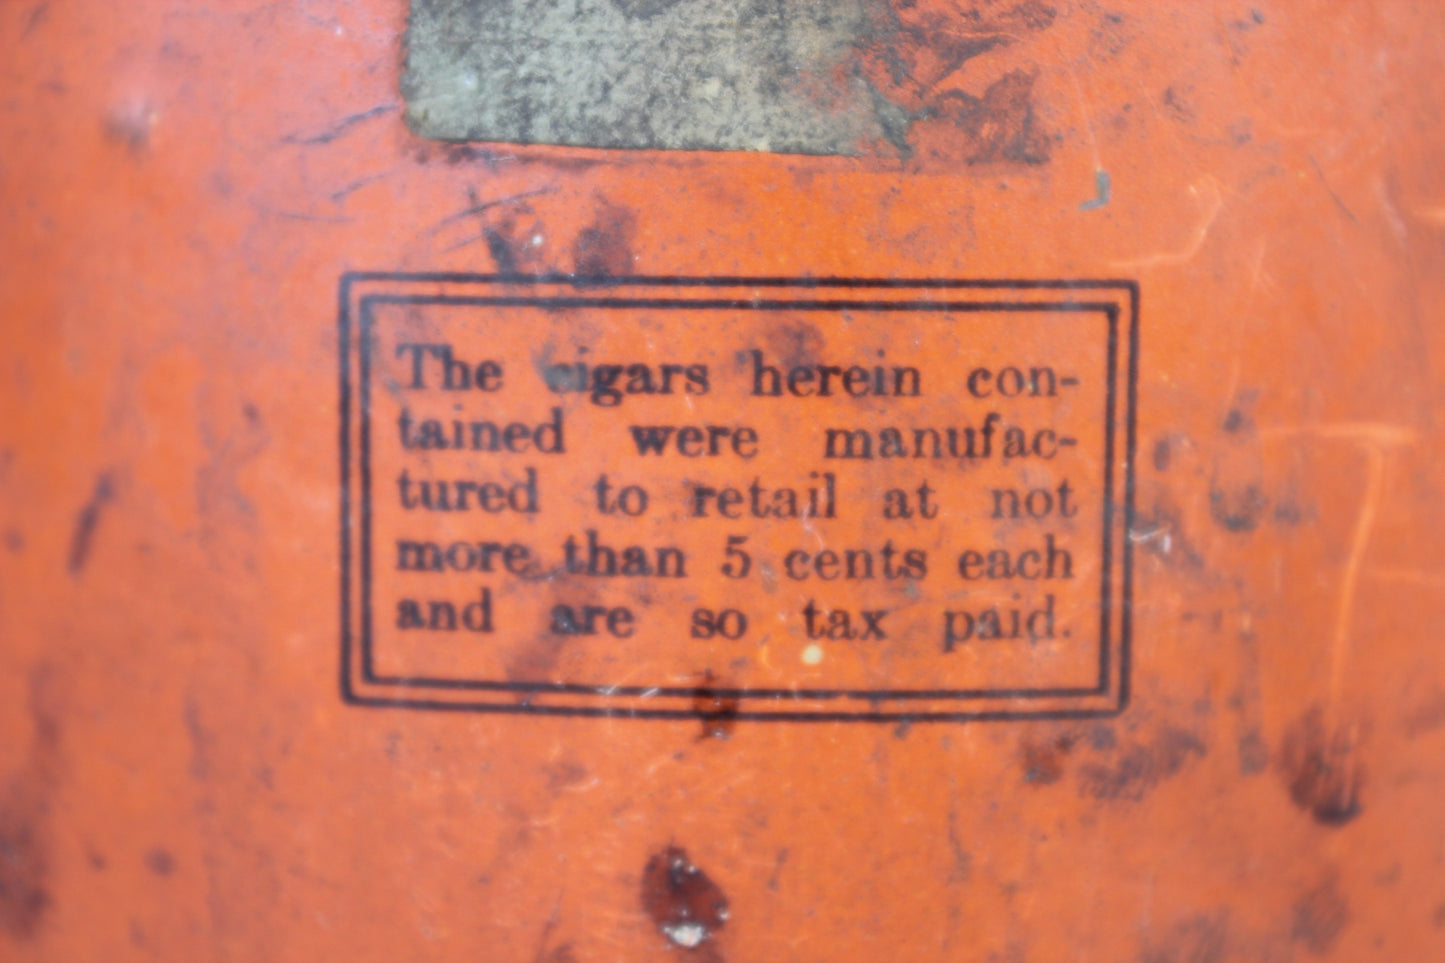 The cigars herein con-
tained were manufac-
tured to retail at not
more than 5 cents each
and are so tax paid.